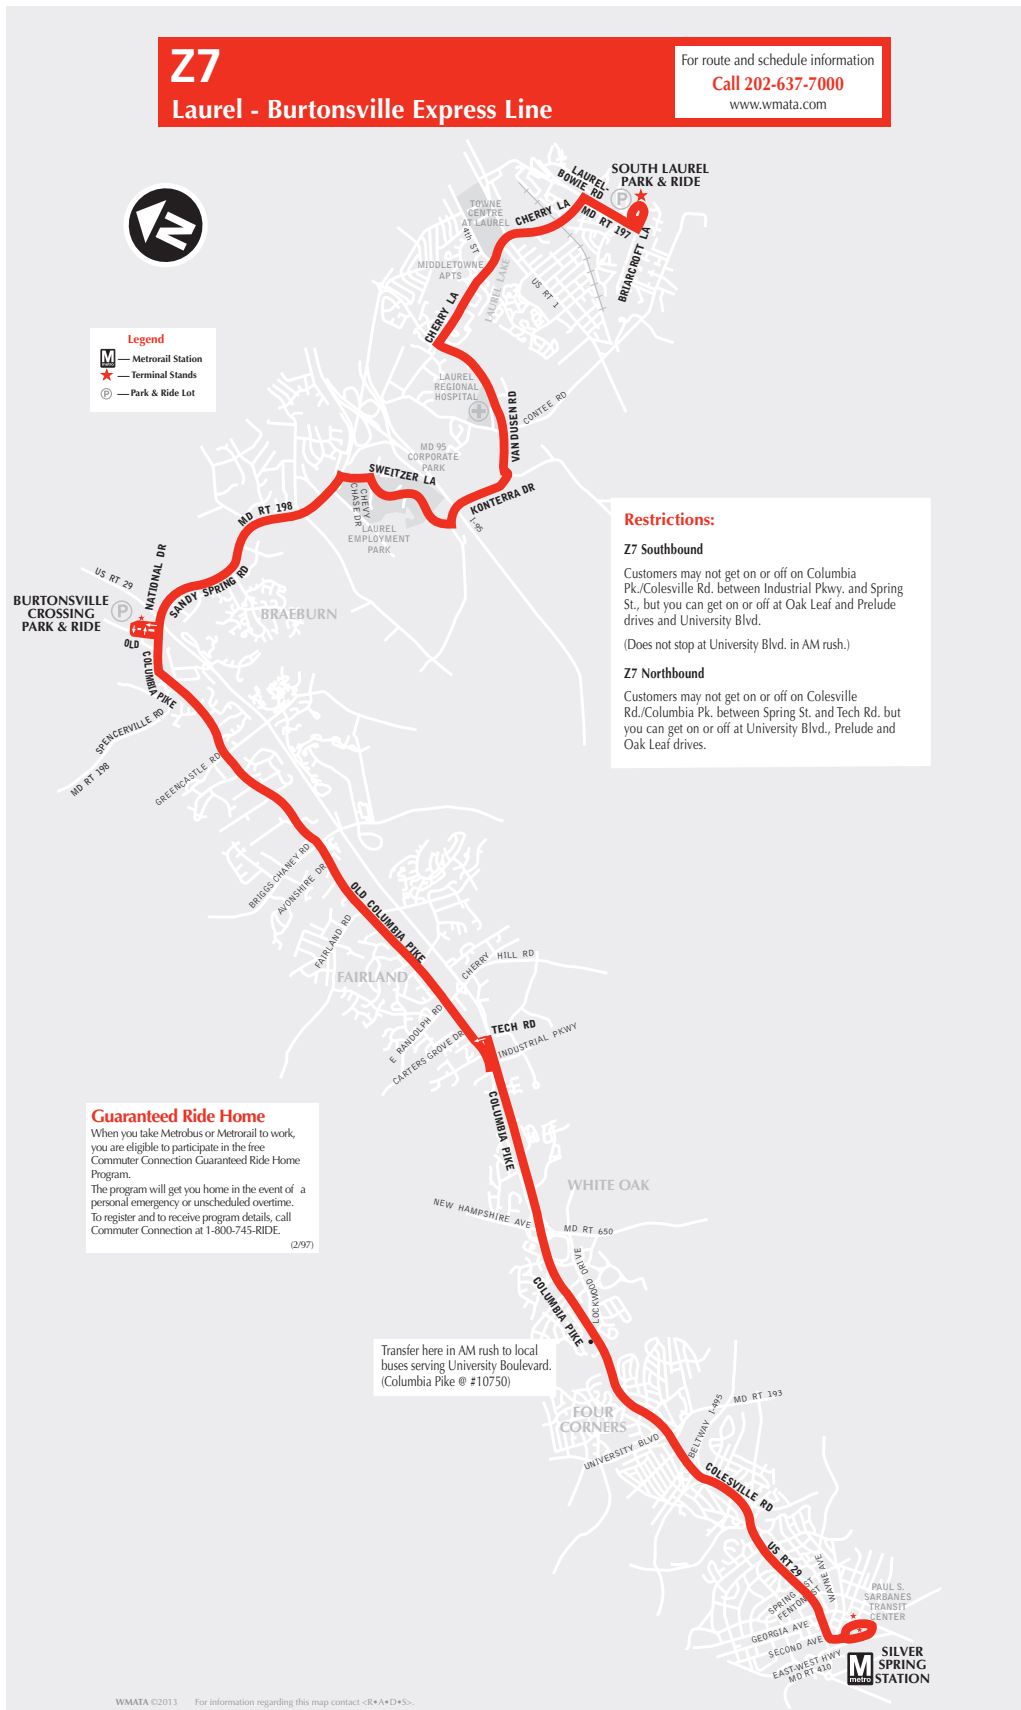 Z7
Laurel - Burtonsville Express Line
For route and schedule information
Call 202-637-7000
www.wmata.com
SOUTH LAUREL
PARK & RIDE
LAUREL-
BOWIE RD
P
TOWNE
CENTRE
AT LAUREL
CHERRY LA
MD RT 197
4th ST
BRIARCROFT LA
MIDDLETOWNE
APTS
LAUREL LAKE
US RT 1
CHERRY LA
N
Legend
M
metro
— Metrorail Station
— Terminal Stands
P
— Park & Ride Lot
LAUREL
REGIONAL
HOSPITAL
VAN DUSEN RD
CONTEE RD
MD 95
CORPORATE
PARK
SWEITZER LA
KONTERRA DR
I-95
CHEVY
CHASE DR
LAUREL
EMPLOYMENT
PARK
MD RT 198
Restrictions:
Z7 Southbound
Customers may not get on or off on Columbia
Pk./Colesville Rd. between Industrial Pkwy. and Spring
St., but you can get on or off at Oak Leaf and Prelude
drives and University Blvd.
(Does not stop at University Blvd. in AM rush.)
Z7 Northbound
Customers may not get on or off on Colesville
Rd./Columbia Pk. between Spring St. and Tech Rd. but
you can get on or off at University Blvd., Prelude and
Oak Leaf drives.
US RT 29
NATIONAL DR
SANDY SPRING RD
BURTONSVILLE
CROSSING
PARK & RIDE
P
BRAEBURN
OLD
COLUMBIA PIKE
SPENCERVILLE RD
MD RT 198
GREENCASTLE RD
BRIGGS CHANEY RD
AVONSHIRE DR
OLD COLUMBIA PIKE
FAIRLAND RD
FAIRLAND
CHERRY HILL RD
E RANDOLPH RD
CARTERS GROVE DR
TECH RD
INDUSTRIAL PKWY
COLUMBIA PIKE
Guaranteed Ride Home
When you take Metrobus or Metrorail to work,
you are eligible to participate in the free
Commuter Connection Guaranteed Ride Home
Program.
The program will get you home in the event of a
personal emergency or unscheduled overtime.
To register and to receive program details, call
Commuter Connection at 1-800-745-RIDE.
(2/97)
WHITE OAK
NEW HAMPSHIRE AVE
MD RT 650
LOCKWOOD DRIVE
COLUMBIA PIKE
Transfer here in AM rush to local
buses serving University Boulevard.
(Columbia Pike @ #10750)
FOUR
CORNERS
MD RT 193
BELTWAY I-495
UNIVERSITY BLVD
COLESVILLE RD
US RT 29
WAYNE AVE
SPRING ST
FENTON ST
PAUL S.
SARBANES
TRANSIT
CENTER
GEORGIA AVE
SECOND AVE
EAST-WEST HWY
MD RT 410
M
metro
SILVER
SPRING
STATION
WMATA ©2013 For information regarding this map contact <R•A•D•S>.